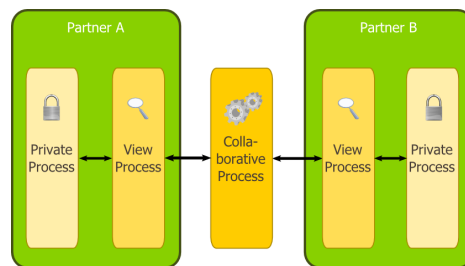 Partner A
Partner B
Private
Process
View
Process
Colla-
borative
Process
View
Process
Private
Process